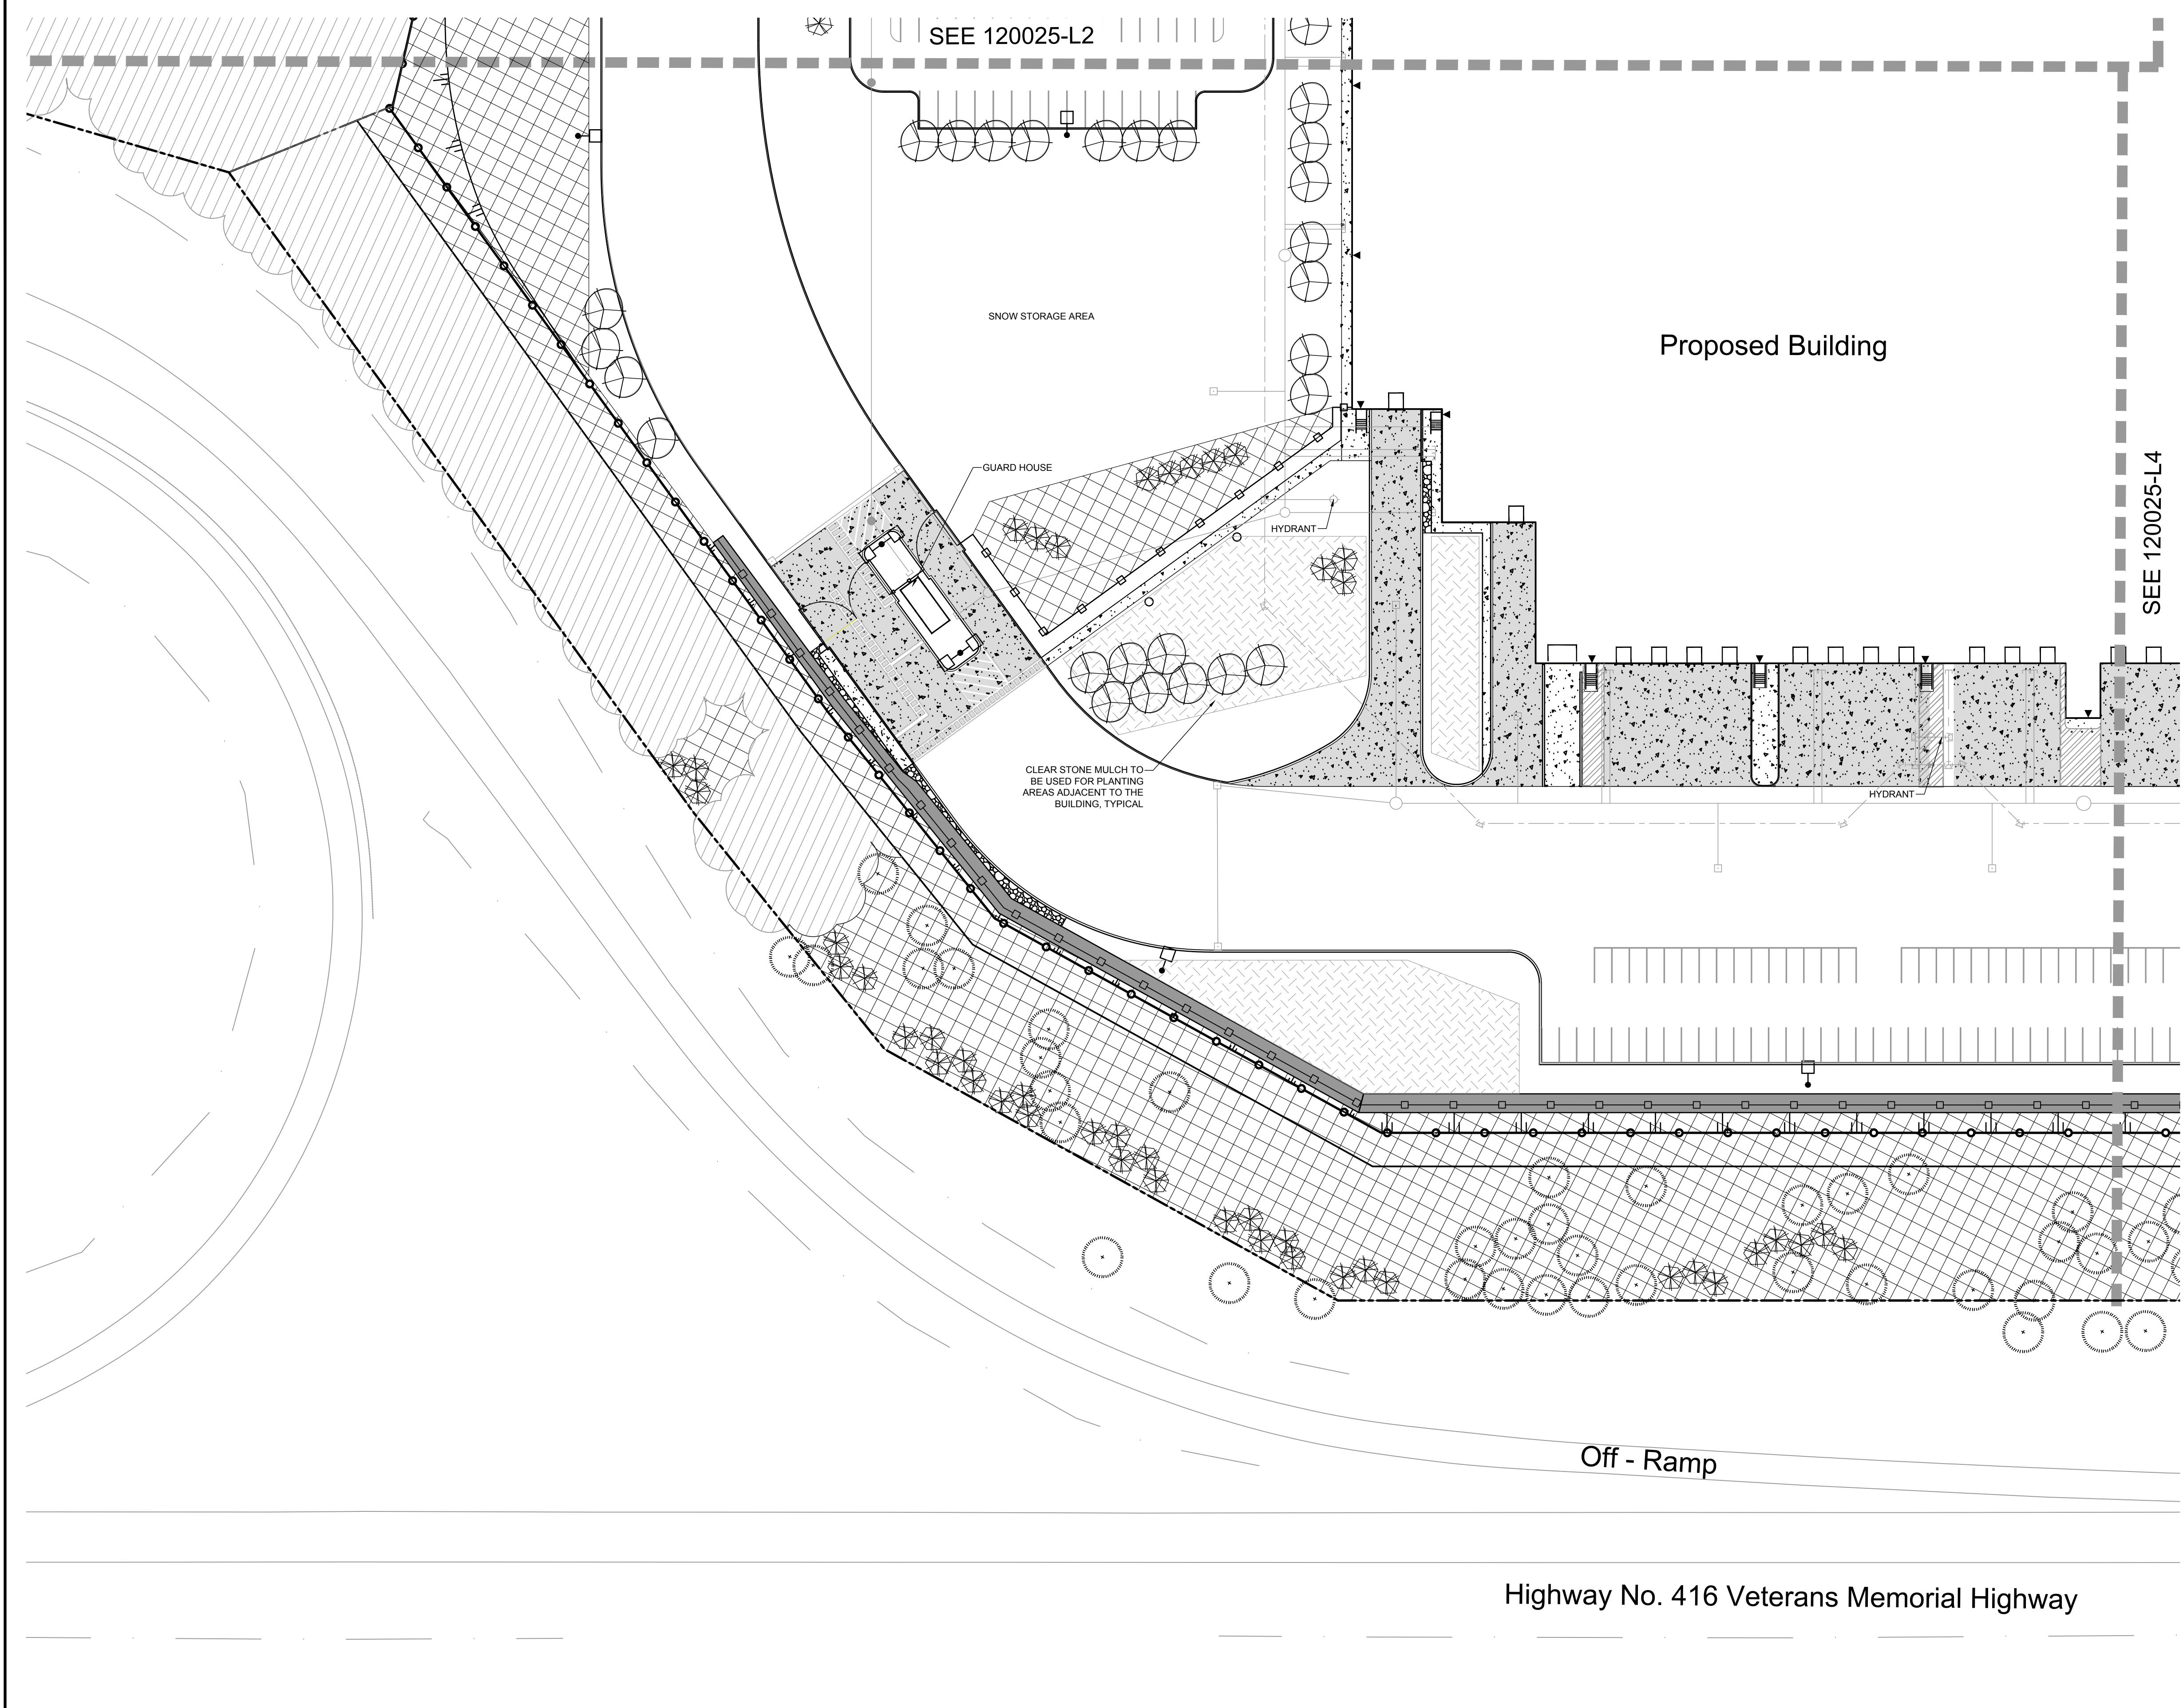 SEE 120025-L2
SNOW STORAGE AREA
Proposed Building
GUARD HOUSE
HYDRANT
SEE 120025-L4
CLEAR STONE MULCH TO
BE USED FOR PLANTING
AREAS ADJACENT TO THE
BUILDING, TYPICAL
HYDRANT
Off - Ramp
Highway No. 416 Veterans Memorial Highway